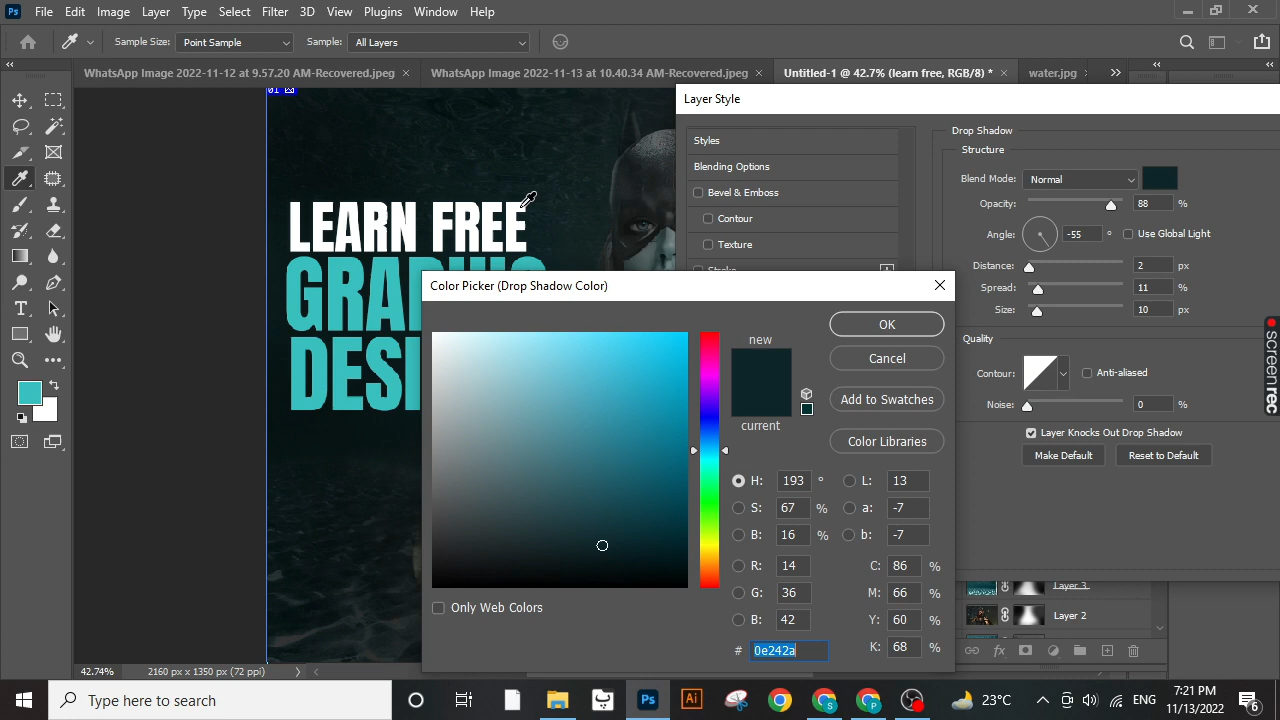 Ps File Edit Image Layer Type Select Filter 3D View Plugins Window Help
Sample Size: Point Sample Sample: All Layers
WhatsApp Image 2022-11-12 at 9.57.20 AM-Recovered.jpeg × WhatsApp Image 2022-11-13 at 10.40.34 AM-Recovered.jpeg × Untitled-1 @ 42.7% (learn free, RGB/8) * × water.jpg ×
01
Layer Style
Styles
Blending Options
Bevel & Emboss
Contour
Texture
Stroke
Drop Shadow
Structure
Blend Mode: Normal
Opacity: 88 %
Angle: -55 ° Use Global Light
Distance: 2 px
Spread: 11 %
Size: 10 px
Quality
Contour: Anti-aliased
Noise: 0 %
Layer Knocks Out Drop Shadow
Make Default Reset to Default
LEARN FREE
GRAPHIC
DESI
Color Picker (Drop Shadow Color)
new
current
OK
Cancel
Add to Swatches
Color Libraries
H: 193 ° L: 13
S: 67 % a: -7
B: 16 % b: -7
R: 14 C: 86 %
G: 36 M: 66 %
B: 42 Y: 60 %
# 0e242a K: 68 %
Only Web Colors
Layer 3
Layer 2
fx
screenrec
42.74% 2160 px x 1350 px (72 ppi)
Type here to search
Ps Ai S P
23°C ENG 7:21 PM
11/13/2022 6